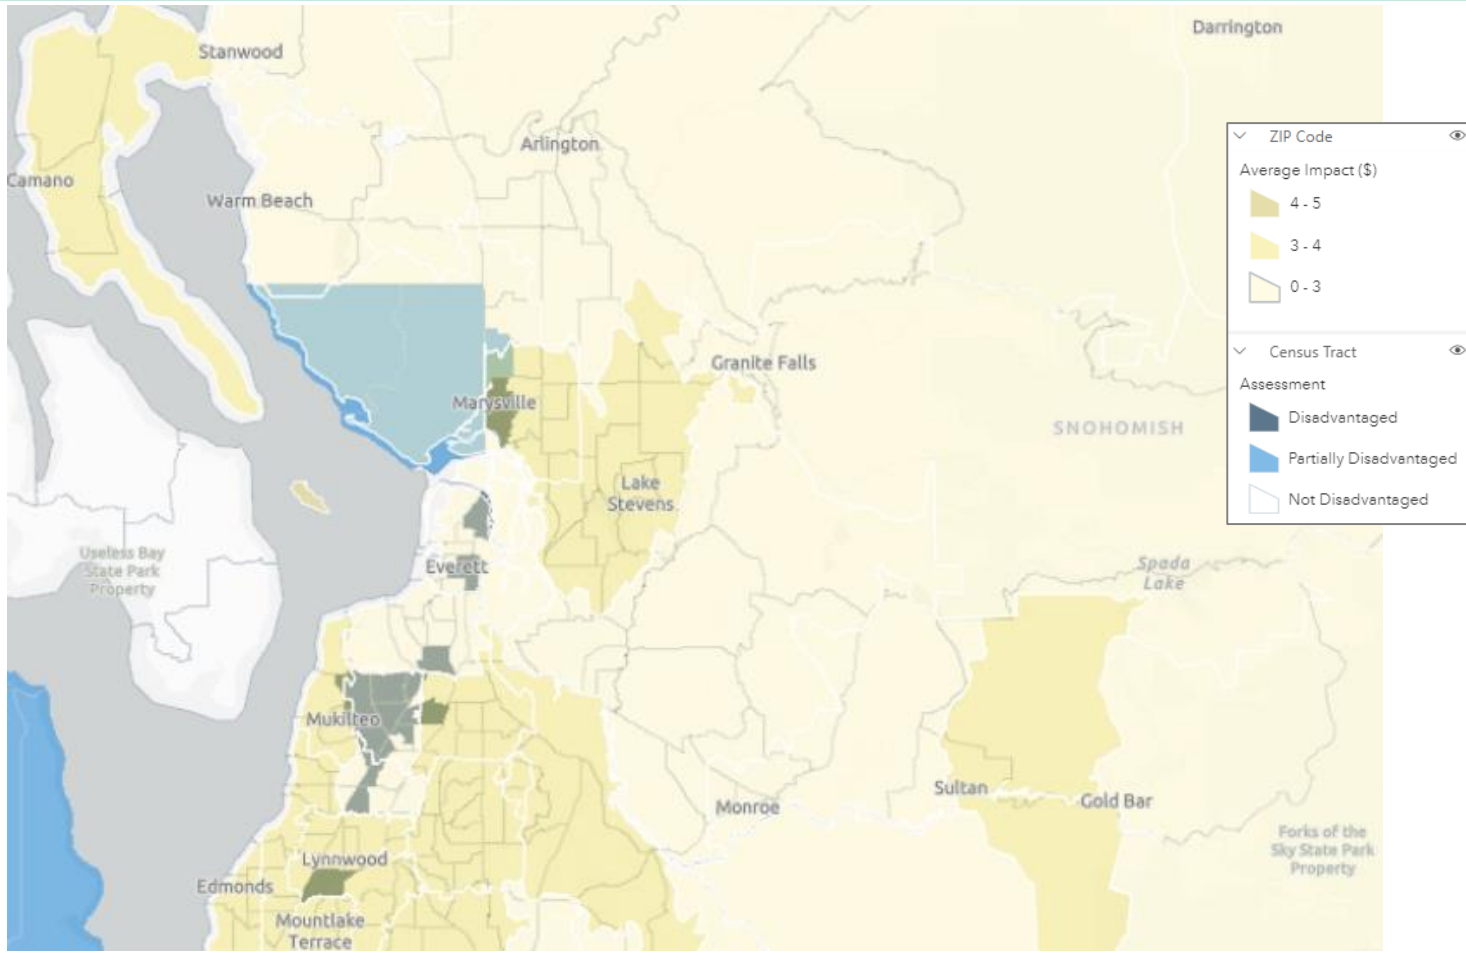 Darrington
Stanwood
Arlington
Camano
Warm Beach
Granite Falls
Marysville
SNOHOMISH
Lake
Stevens
Useless Bay
State Park
Property
Everett
Spada
Lake
Mukilteo
Sultan
Gold Bar
Monroe
Forks of the
Sky State Park
Property
Lynnwood
Edmonds
Mountlake
Terrace
ZIP Code
Average Impact ($)
4 - 5
3 - 4
0 - 3
Census Tract
Assessment
Disadvantaged
Partially Disadvantaged
Not Disadvantaged